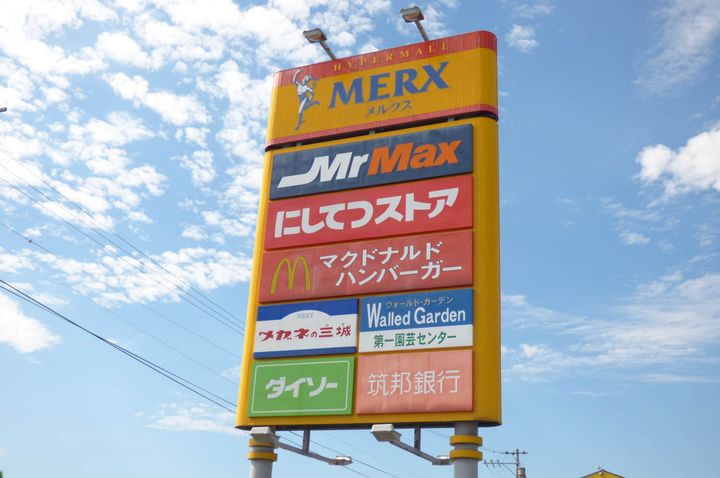 HYPERMALL
MERX
メルクス
MrMax
にしてつストア
マクドナルド
ハンバーガー
NEXT
メガネの三城
ウォールド・ガーデン
Walled Garden
第一園芸センター
ダイソー
筑邦銀行